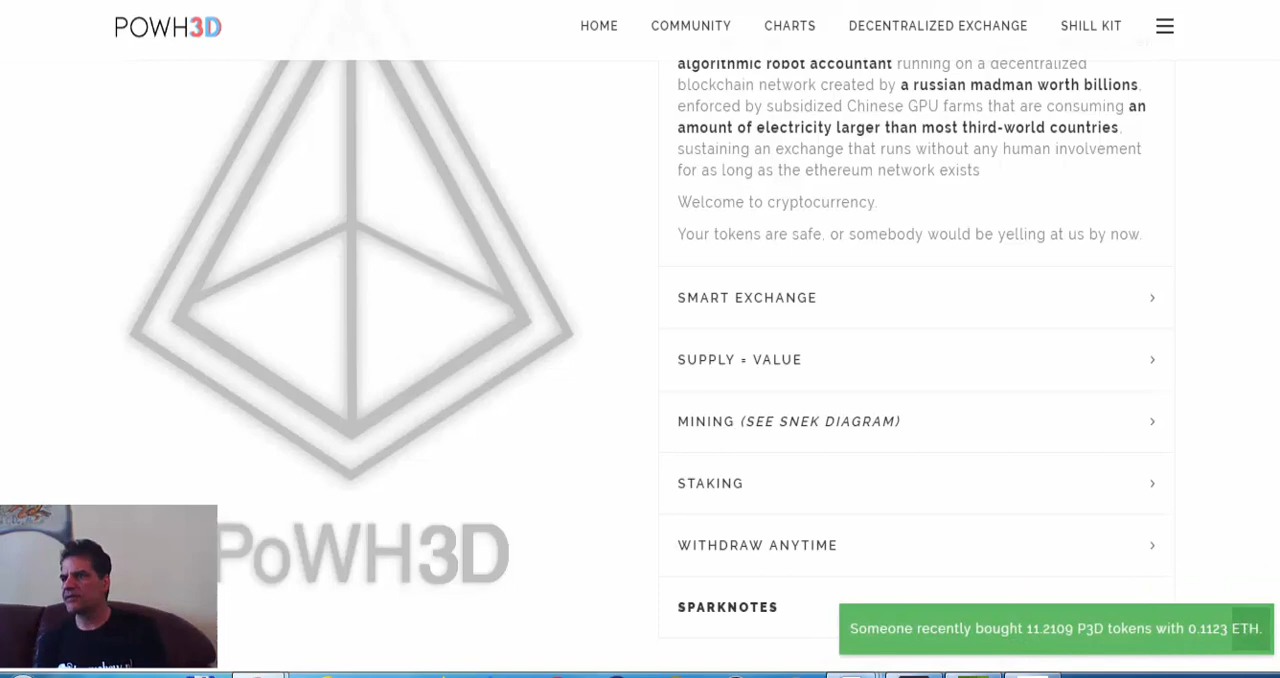 POWH3D
HOME COMMUNITY CHARTS DECENTRALIZED EXCHANGE SHILL KIT
algorithmic robot accountant running on a decentralized
blockchain network created by a russian madman worth billions,
enforced by subsidized Chinese GPU farms that are consuming an
amount of electricity larger than most third-world countries,
sustaining an exchange that runs without any human involvement
for as long as the ethereum network exists
Welcome to cryptocurrency.
Your tokens are safe, or somebody would be yelling at us by now.
SMART EXCHANGE
SUPPLY = VALUE
MINING (SEE SNEK DIAGRAM)
STAKING
WITHDRAW ANYTIME
PoWH3D
SPARKNOTES
Someone recently bought 11.2109 P3D tokens with 0.1123 ETH.